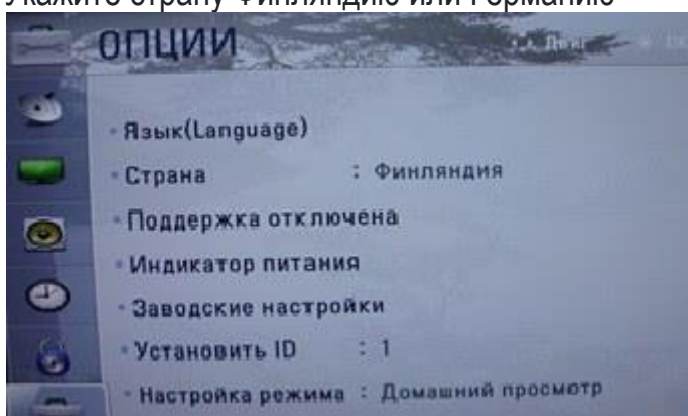 Укажите страну Финляндию или Германию
ОПЦИИ
Язык(Language)
Страна : Финляндия
Поддержка отключена
Индикатор питания
Заводские настройки
Установить ID : 1
Настройка режима : Домашний просмотр